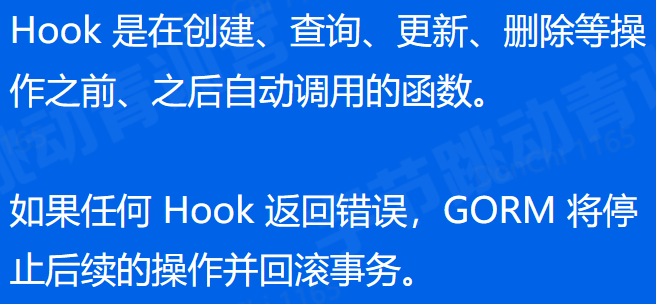 Hook 是在创建、查询、更新、删除等操
作之前、之后自动调用的函数。
如果任何 Hook 返回错误，GORM 将停
止后续的操作并回滚事务。